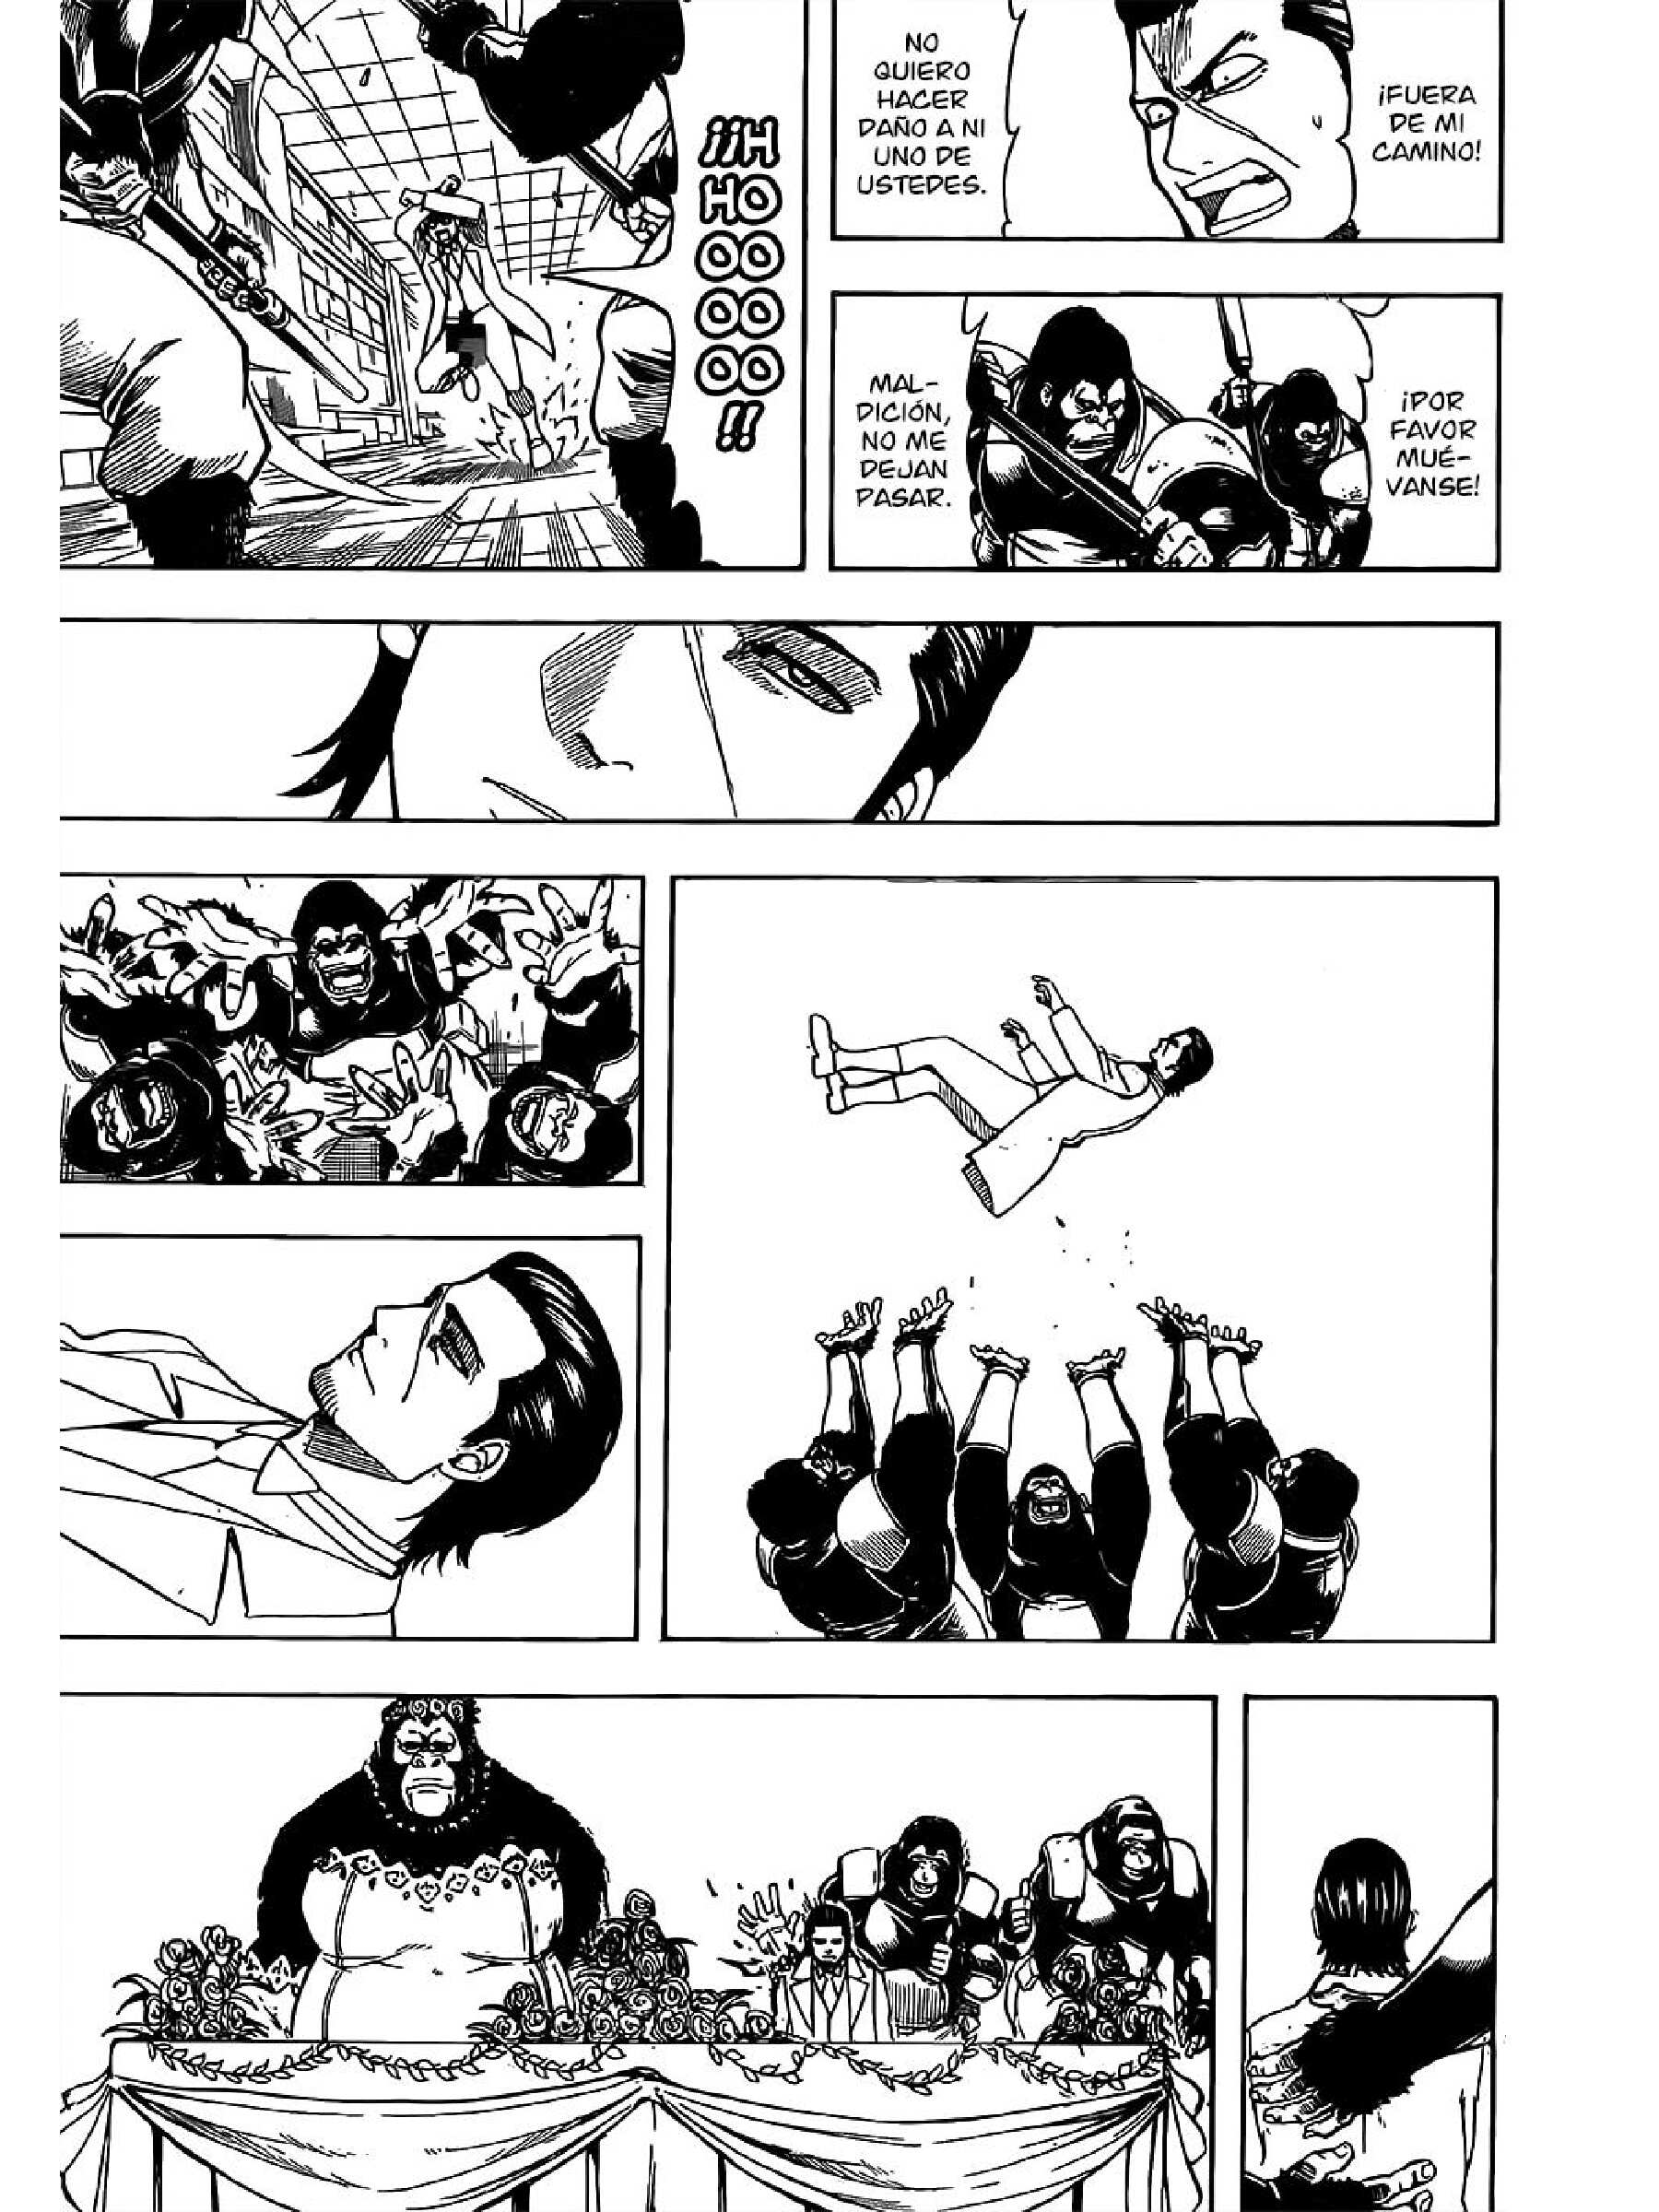 ¡FUERA
DE MI
CAMINO!
NO
QUIERO
HACER
DAÑO A NI
UNO DE
USTEDES.
¡POR
FAVOR
MUÉ-
VANSE!
MAL-
DICIÓN,
NO ME
DEJAN
PASAR.
¡¡H
HO
OO
OO
OO
!!